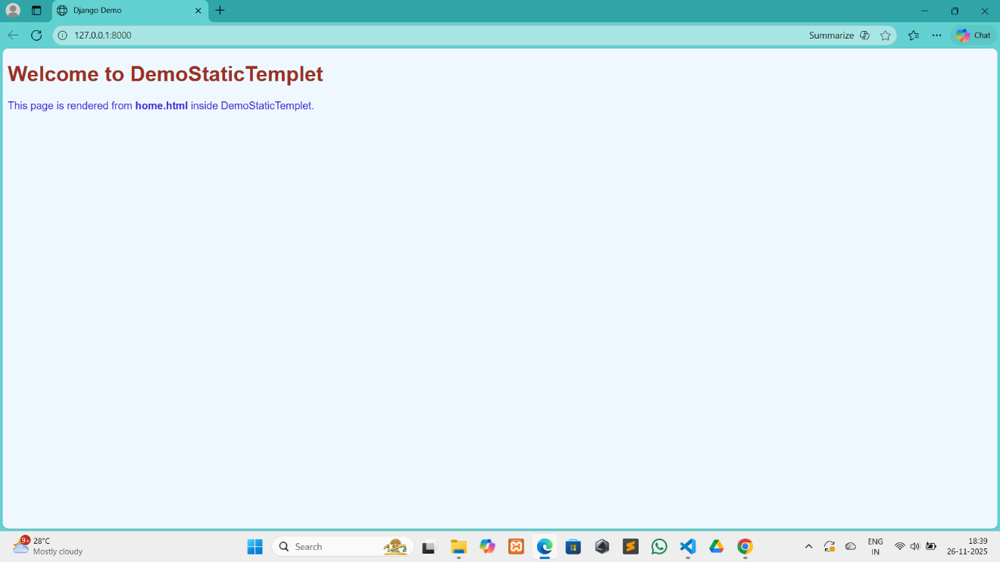 Django Demo
127.0.0.1:8000
Summarize
Chat
Welcome to DemoStaticTemplet
This page is rendered from home.html inside DemoStaticTemplet.
9+
28°C
Mostly cloudy
Search
ENG
IN
18:39
26-11-2025